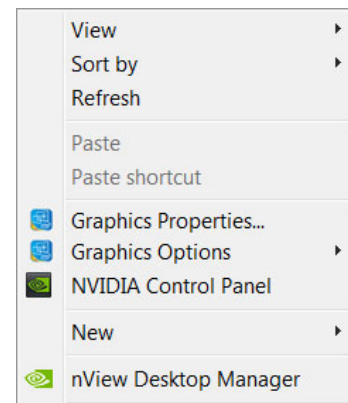 View
Sort by
Refresh
Paste
Paste shortcut
Graphics Properties...
Graphics Options
NVIDIA Control Panel
New
nView Desktop Manager